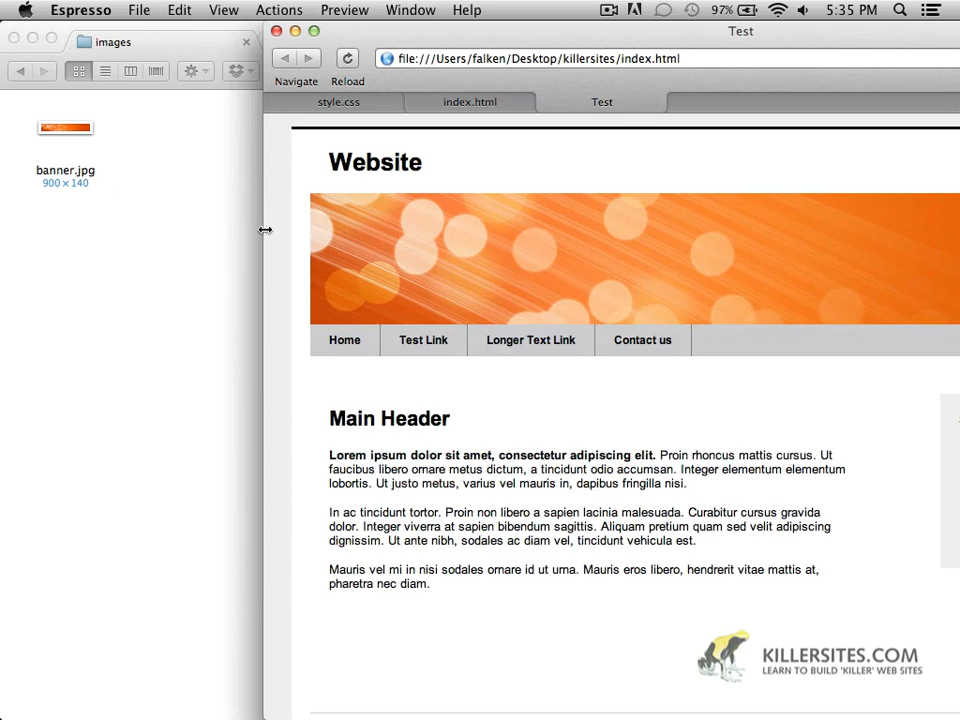 Espresso File Edit View Actions Preview Window Help 97% 5:35 PM
images
Test
file:///Users/falken/Desktop/killersites/index.html
Navigate Reload
style.css index.html Test
banner.jpg
900 × 140
Website
Home Test Link Longer Text Link Contact us
Main Header
Lorem ipsum dolor sit amet, consectetur adipiscing elit. Proin rhoncus mattis cursus. Ut
faucibus libero ornare metus dictum, a tincidunt odio accumsan. Integer elementum elementum
lobortis. Ut justo metus, varius vel mauris in, dapibus fringilla nisi.
In ac tincidunt tortor. Proin non libero a sapien lacinia malesuada. Curabitur cursus gravida
dolor. Integer viverra at sapien bibendum sagittis. Aliquam pretium quam sed velit adipiscing
dignissim. Ut ante nibh, sodales ac diam vel, tincidunt vehicula est.
Mauris vel mi in nisi sodales ornare id ut urna. Mauris eros libero, hendrerit vitae mattis at,
pharetra nec diam.
KILLERSITES.COM
LEARN TO BUILD 'KILLER' WEB SITES